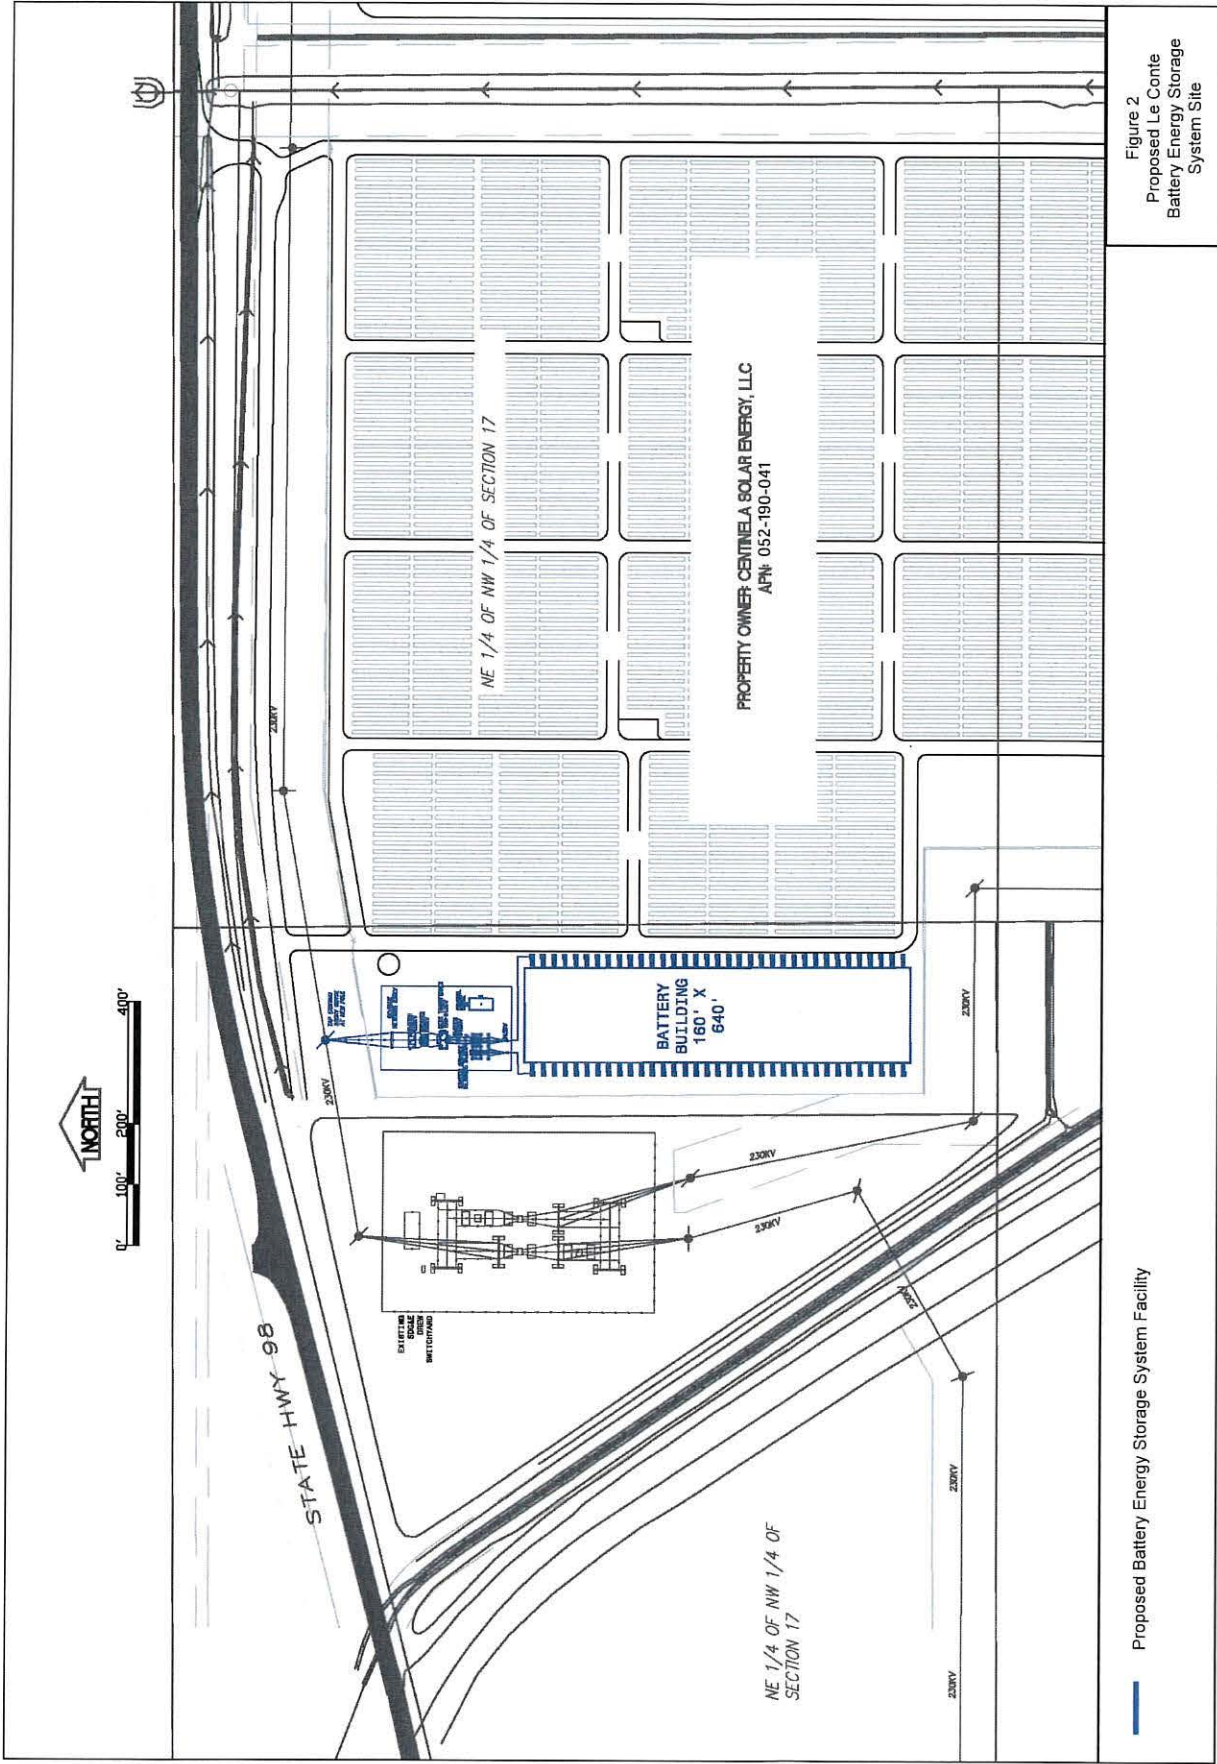 NORTH
0'
100'
200'
400'
STATE HWY 98
230KV
230KV
EXISTING
SDG&E
DREW
SWITCHYARD
BATTERY
BUILDING
160' X
640'
NE 1/4 OF NW 1/4 OF SECTION 17
PROPERTY OWNER: CENTINELA SOLAR ENERGY, LLC
APN: 052-190-041
230KV
230KV
230KV
230KV
230KV
230KV
NE 1/4 OF NW 1/4 OF
SECTION 17
Proposed Battery Energy Storage System Facility
Figure 2
Proposed Le Conte
Battery Energy Storage
System Site